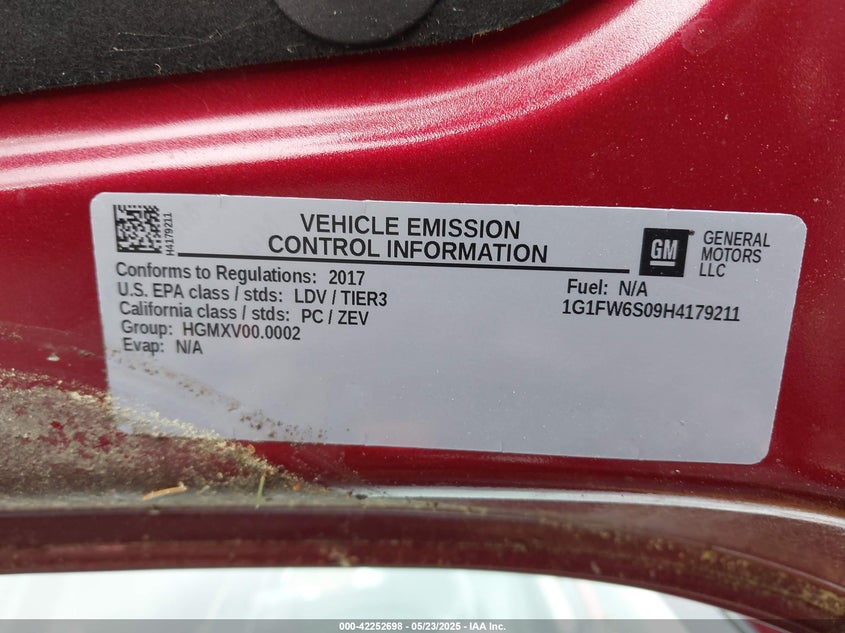 H4179211
VEHICLE EMISSION
CONTROL INFORMATION
GM
GENERAL
MOTORS
LLC
Conforms to Regulations: 2017
U.S. EPA class / stds: LDV / TIER3
California class / stds: PC / ZEV
Group: HGMXV00.0002
Evap: N/A
Fuel: N/A
1G1FW6S09H4179211
000-42252698 - 05/23/2025 - IAA Inc.